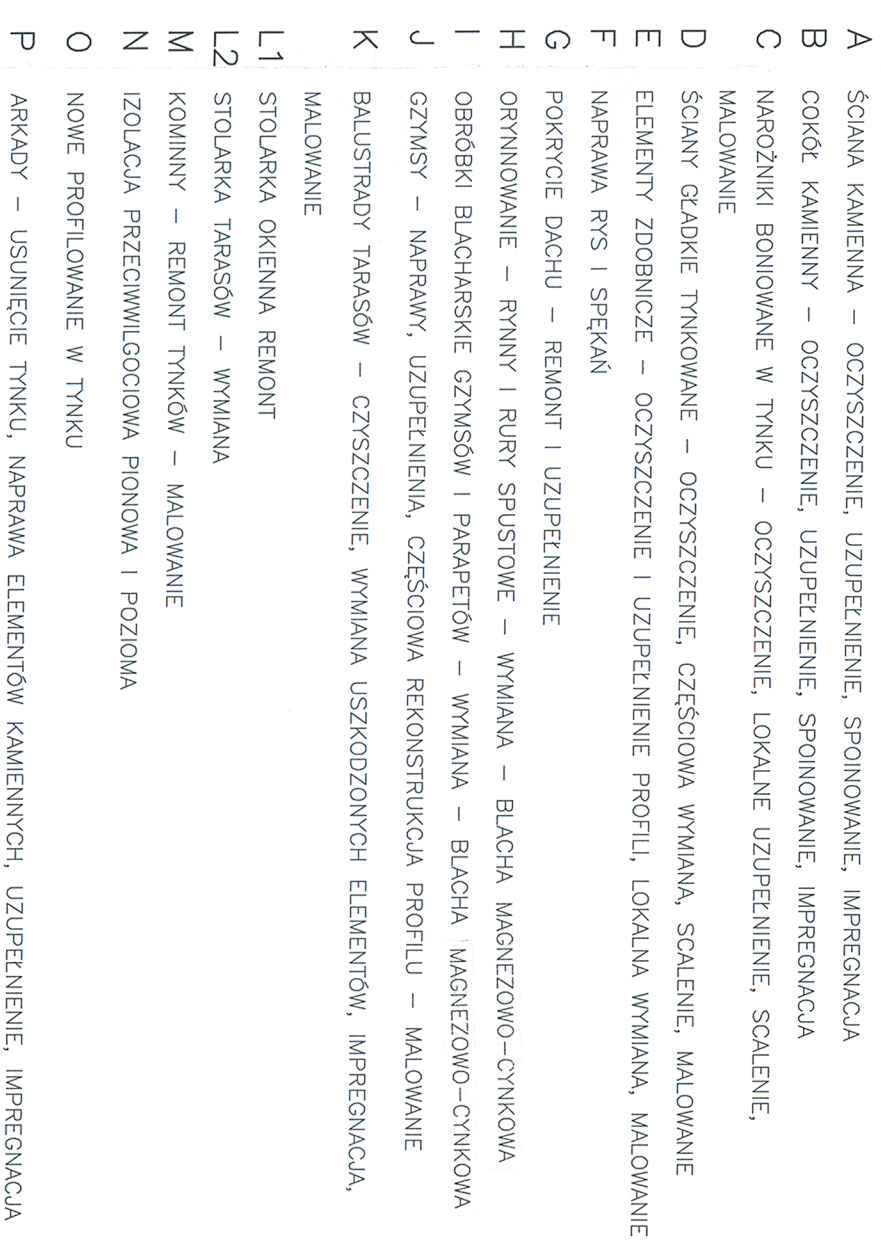 A ŚCIANA KAMIENNA – OCZYSZCZENIE, UZUPEŁNIENIE, SPOINOWANIE, IMPREGNACJA
B COKÓŁ KAMIENNY – OCZYSZCZENIE, UZUPEŁNIENIE, SPOINOWANIE, IMPREGNACJA
C NAROŻNIKI BONIOWANE W TYNKU – OCZYSZCZENIE, LOKALNE UZUPEŁNIENIE, SCALENIE,
MALOWANIE
D ŚCIANY GŁADKIE TYNKOWANE – OCZYSZCZENIE, CZĘŚCIOWA WYMIANA, SCALENIE, MALOWANIE
E ELEMENTY ZDOBNICZE – OCZYSZCZENIE I UZUPEŁNIENIE PROFILI, LOKALNA WYMIANA, MALOWANIE
F NAPRAWA RYS I SPĘKAŃ
G POKRYCIE DACHU – REMONT I UZUPEŁNIENIE
H ORYNNOWANIE – RYNNY I RURY SPUSTOWE – WYMIANA – BLACHA MAGNEZOWO–CYNKOWA
I OBRÓBKI BLACHARSKIE GZYMSÓW I PARAPETÓW – WYMIANA – BLACHA MAGNEZOWO–CYNKOWA
J GZYMSY – NAPRAWY, UZUPEŁNIENIA, CZĘŚCIOWA REKONSTRUKCJA PROFILU – MALOWANIE
K BALUSTRADY TARASÓW – CZYSZCZENIE, WYMIANA USZKODZONYCH ELEMENTÓW, IMPREGNACJA,
MALOWANIE
L1 STOLARKA OKIENNA REMONT
L2 STOLARKA TARASÓW – WYMIANA
M KOMINNY – REMONT TYNKÓW – MALOWANIE
N IZOLACJA PRZECIWWILGOCIOWA PIONOWA I POZIOMA
O NOWE PROFILOWANIE W TYNKU
P ARKADY – USUNIĘCIE TYNKU, NAPRAWA ELEMENTÓW KAMIENNYCH, UZUPEŁNIENIE, IMPREGNACJA